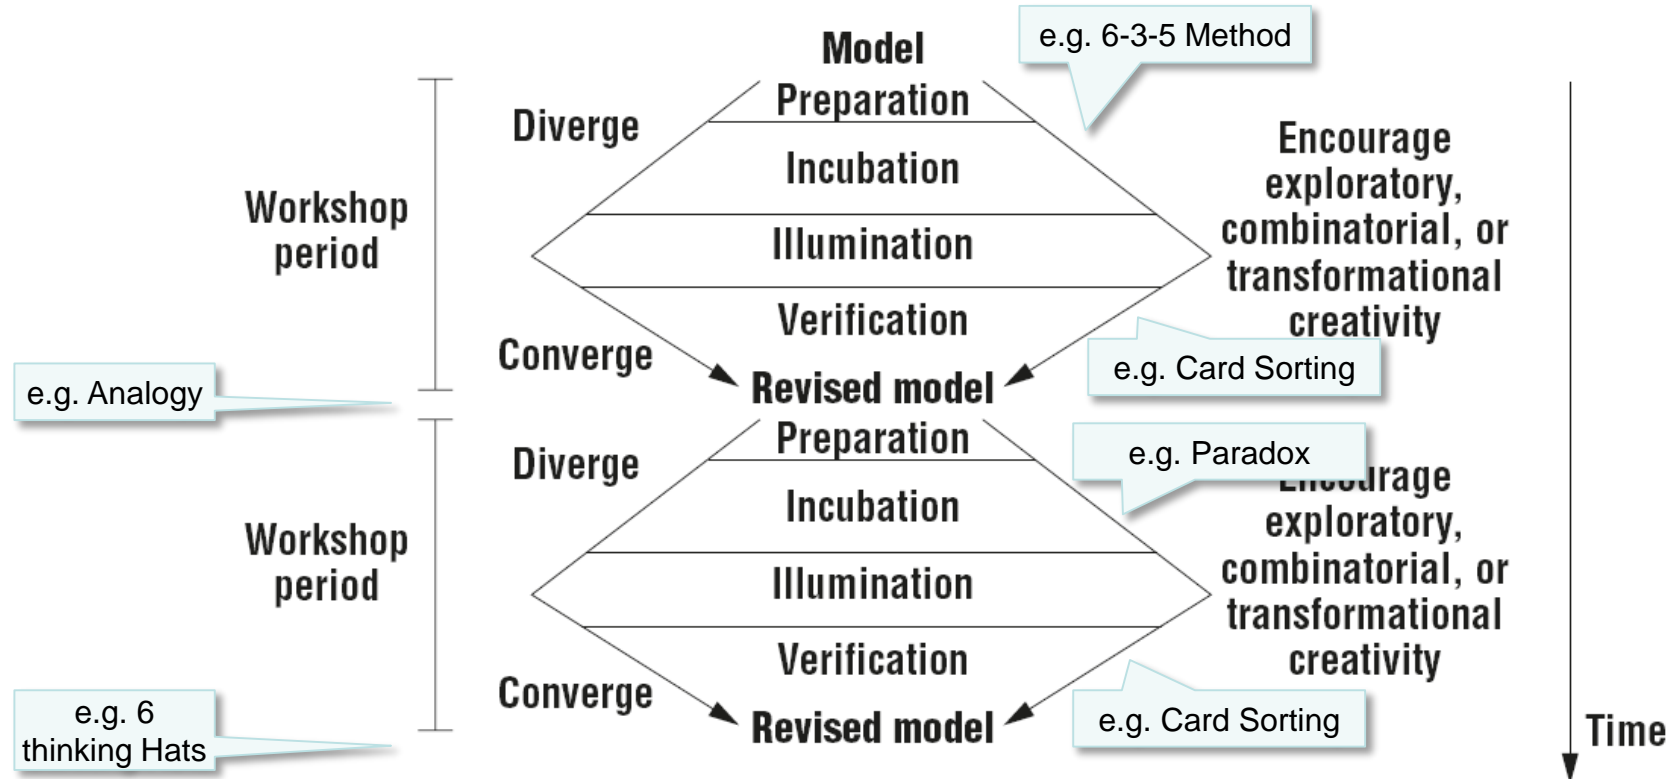 Model
e.g. 6-3-5 Method
Preparation
Diverge
Incubation
Encourage
exploratory,
combinatorial, or
transformational
creativity
Workshop
period
Illumination
Verification
Converge
e.g. Card Sorting
e.g. Analogy
Revised model
Preparation
Diverge
e.g. Paradox
Incubation
exploratory,
combinatorial, or
transformational
creativity
Workshop
period
Illumination
Verification
Converge
e.g. Card Sorting
e.g. 6
thinking Hats
Revised model
Time